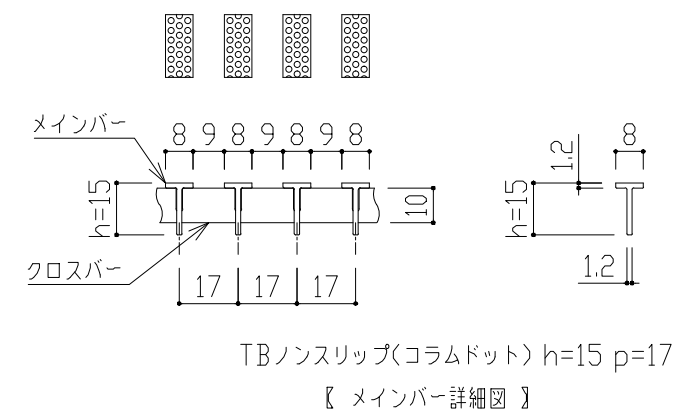 メインバー
8 9 8 9 8 9 8
1.2
8
h=15
10
h=15
クロスバー
17 17 17
1.2
TBノンスリップ(コラムドット) h=15 p=17
〖 メインバー詳細図 〗